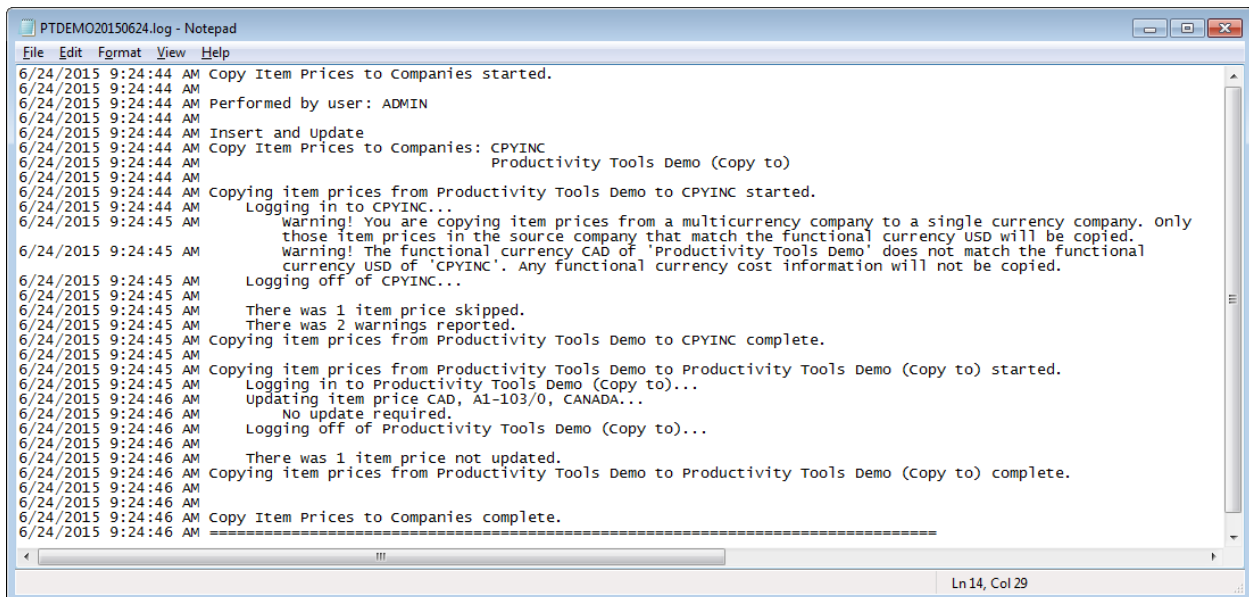 PTDEMO20150624.log - Notepad
File Edit Format View Help
6/24/2015 9:24:44 AM Copy Item Prices to Companies started.
6/24/2015 9:24:44 AM
6/24/2015 9:24:44 AM Performed by user: ADMIN
6/24/2015 9:24:44 AM
6/24/2015 9:24:44 AM Insert and Update
6/24/2015 9:24:44 AM Copy Item Prices to Companies: CPYINC
6/24/2015 9:24:44 AM Productivity Tools Demo (Copy to)
6/24/2015 9:24:44 AM
6/24/2015 9:24:44 AM Copying item prices from Productivity Tools Demo to CPYINC started.
6/24/2015 9:24:44 AM Logging in to CPYINC...
6/24/2015 9:24:45 AM Warning! You are copying item prices from a multicurrency company to a single currency company. Only
those item prices in the source company that match the functional currency USD will be copied.
6/24/2015 9:24:45 AM Warning! The functional currency CAD of 'Productivity Tools Demo' does not match the functional
currency USD of 'CPYINC'. Any functional currency cost information will not be copied.
6/24/2015 9:24:45 AM Logging off of CPYINC...
6/24/2015 9:24:45 AM
6/24/2015 9:24:45 AM There was 1 item price skipped.
6/24/2015 9:24:45 AM There was 2 warnings reported.
6/24/2015 9:24:45 AM Copying item prices from Productivity Tools Demo to CPYINC complete.
6/24/2015 9:24:45 AM
6/24/2015 9:24:45 AM Copying item prices from Productivity Tools Demo to Productivity Tools Demo (Copy to) started.
6/24/2015 9:24:45 AM Logging in to Productivity Tools Demo (Copy to)...
6/24/2015 9:24:46 AM Updating item price CAD, A1-103/0, CANADA...
6/24/2015 9:24:46 AM No update required.
6/24/2015 9:24:46 AM Logging off of Productivity Tools Demo (Copy to)...
6/24/2015 9:24:46 AM
6/24/2015 9:24:46 AM There was 1 item price not updated.
6/24/2015 9:24:46 AM Copying item prices from Productivity Tools Demo to Productivity Tools Demo (Copy to) complete.
6/24/2015 9:24:46 AM
6/24/2015 9:24:46 AM
6/24/2015 9:24:46 AM Copy Item Prices to Companies complete.
6/24/2015 9:24:46 AM ================================================================================
Ln 14, Col 29